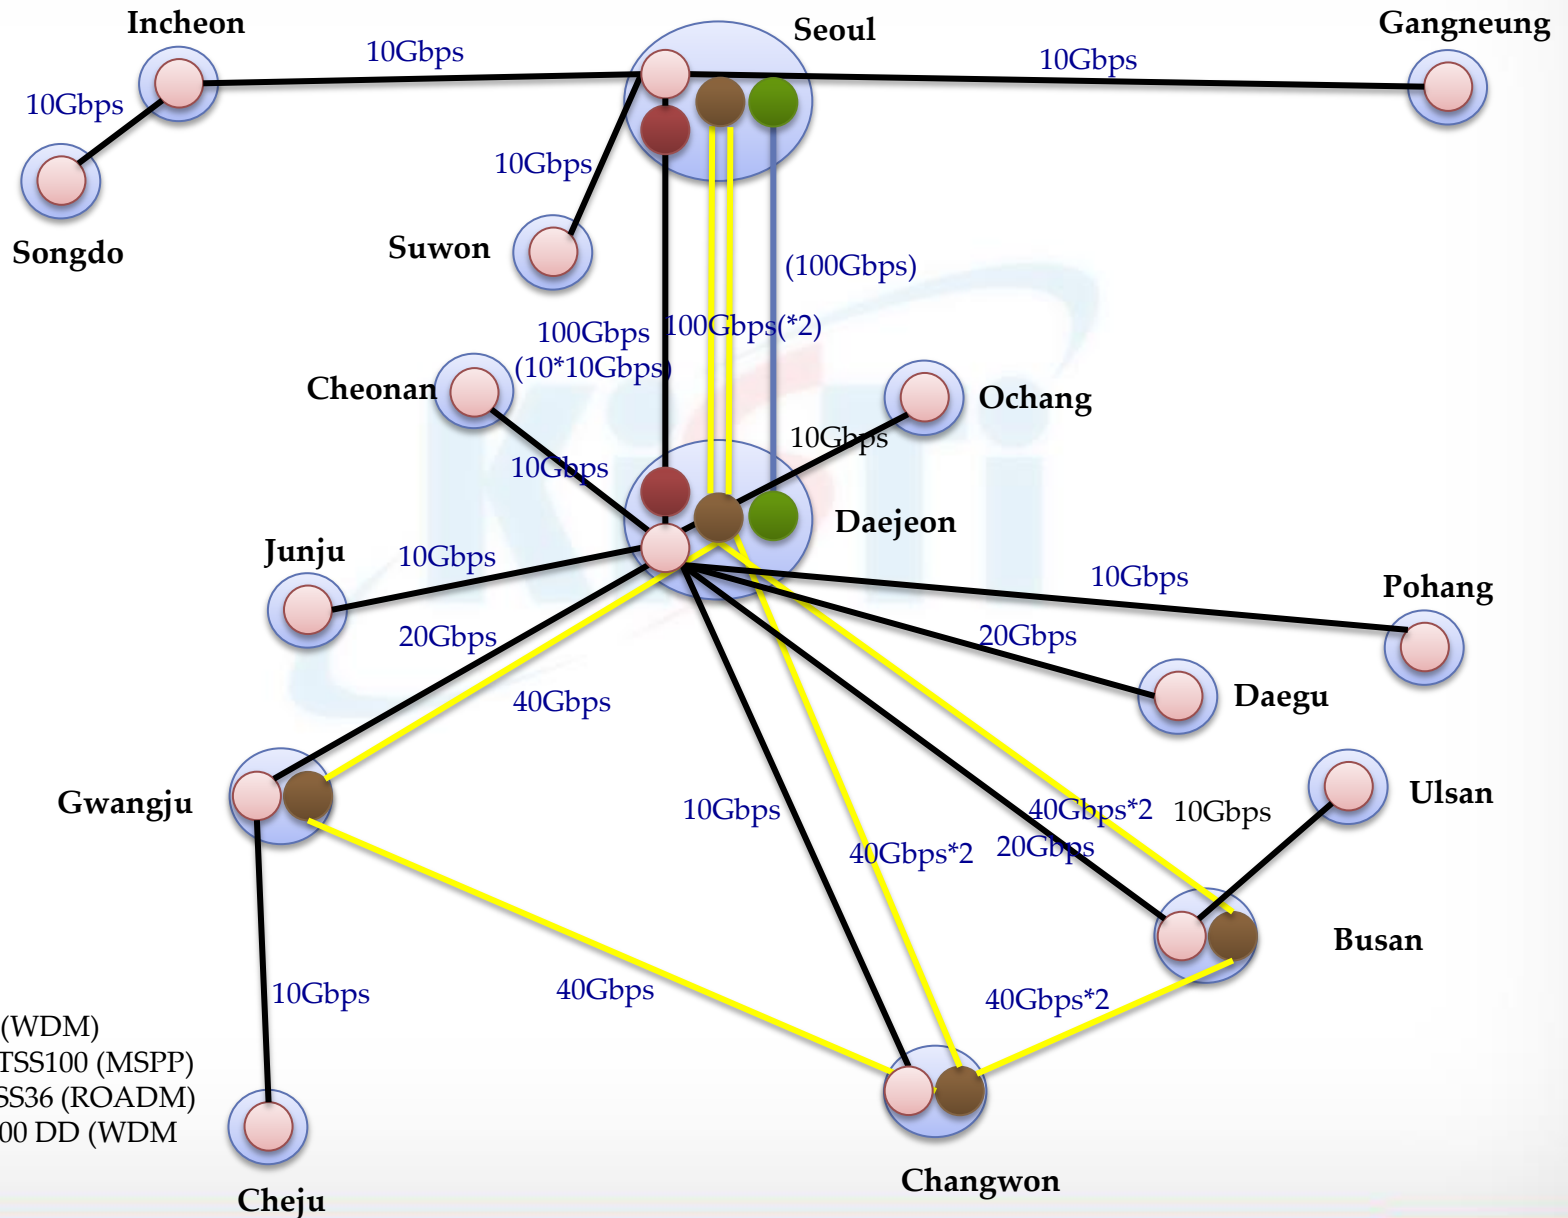 Incheon
Seoul
Gangneung
10Gbps
10Gbps
10Gbps
10Gbps
Songdo
Suwon
(100Gbps)
100Gbps
(10*10Gbps)
100Gbps(*2)
Cheonan
Ochang
10Gbps
10Gbps
Daejeon
Junju
10Gbps
10Gbps
Pohang
20Gbps
20Gbps
40Gbps
Daegu
Gwangju
10Gbps
40Gbps*2
10Gbps
Ulsan
40Gbps*2
20Gbps
Busan
10Gbps
40Gbps
40Gbps*2
(WDM)
TSS100 (MSPP)
SS36 (ROADM)
00 DD (WDM
Changwon
Cheju
KiSTi